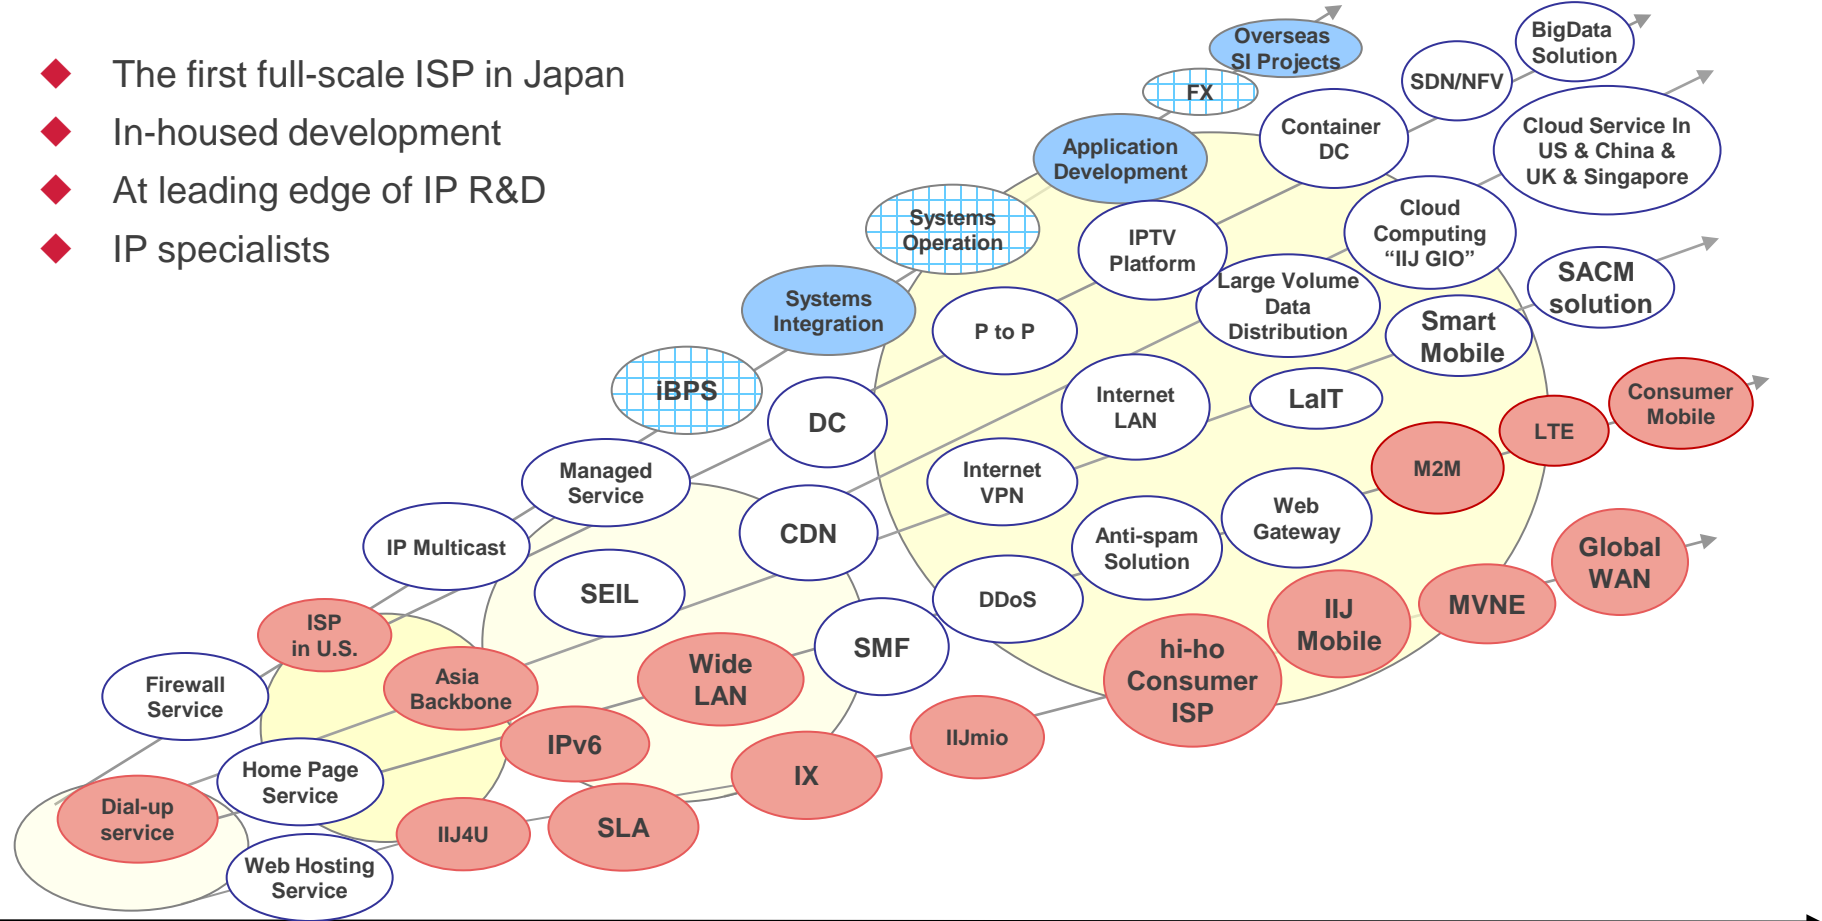 The first full-scale ISP in Japan
In-housed development
At leading edge of IP R&D
IP specialists
Overseas
SI Projects
BigData
Solution
SDN/NFV
FX
Container
DC
Cloud Service In
US & China &
UK & Singapore
Application
Development
Systems
Operation
IPTV
Platform
Cloud
Computing
“IIJ GIO”
SACM
solution
Systems
Integration
P to P
Large Volume
Data
Distribution
Smart
Mobile
iBPS
DC
Internet
LAN
LaIT
Consumer
Mobile
LTE
Managed
Service
Internet
VPN
M2M
IP Multicast
CDN
Anti-spam
Solution
Web
Gateway
Global
WAN
SEIL
DDoS
MVNE
ISP
in U.S.
SMF
IIJ
Mobile
Wide
LAN
hi-ho
Consumer
ISP
Firewall
Service
Asia
Backbone
IPv6
IIJmio
Home Page
Service
IX
Dial-up
service
IIJ4U
SLA
Web Hosting
Service